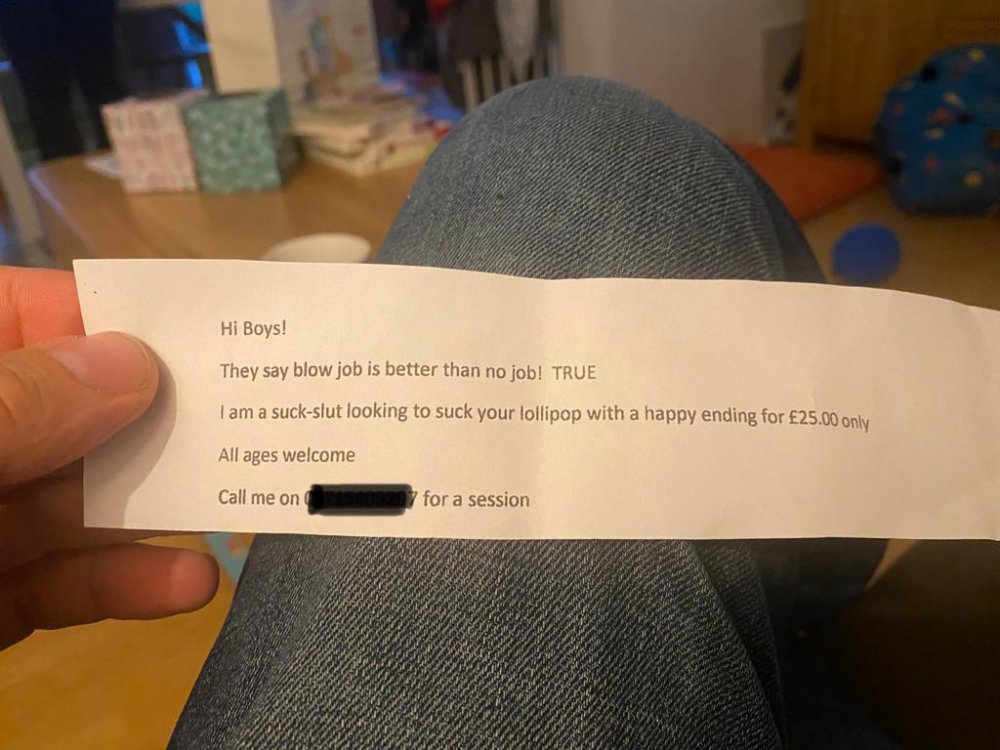 Hi Boys!
They say blow job is better than no job! TRUE
I am a suck-slut looking to suck your lollipop with a happy ending for £25.00 only
All ages welcome
Call me on for a session